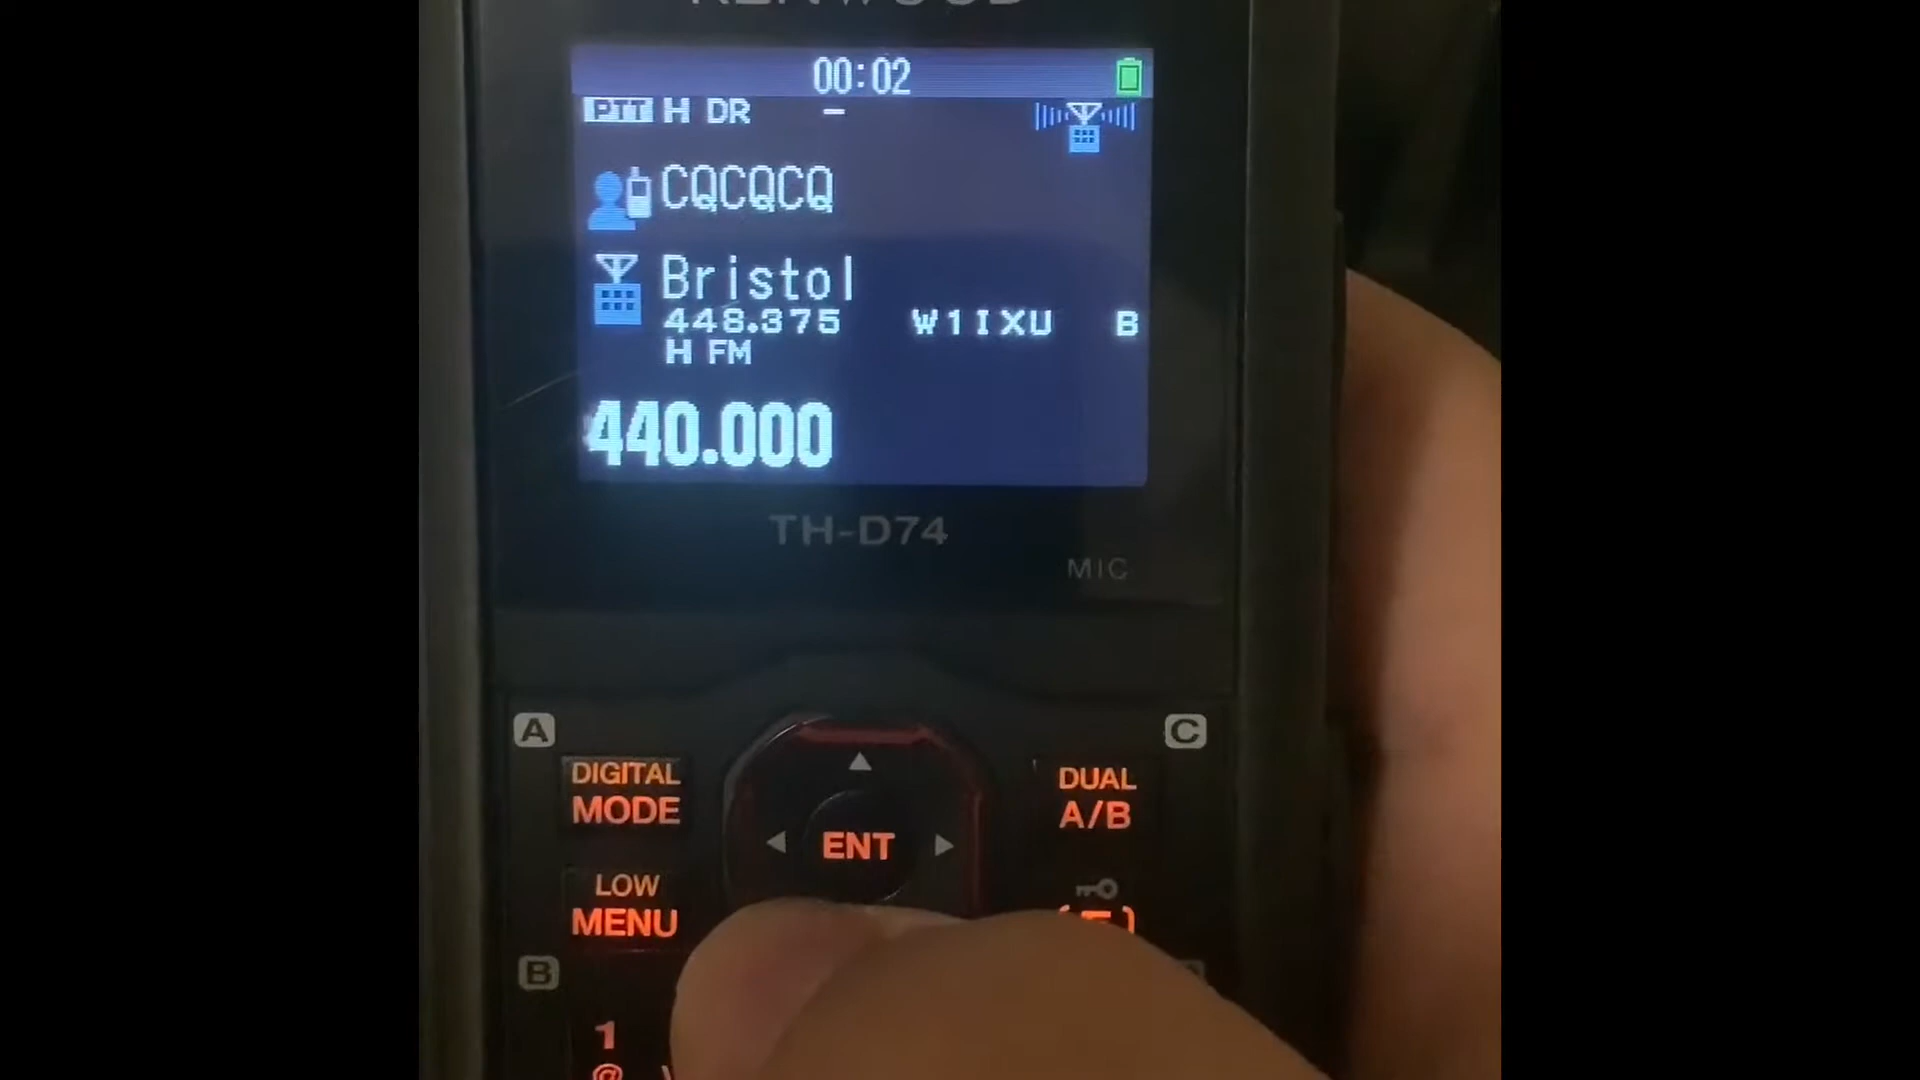 KENWOOD
00:02
PTT H DR –
CQCQCQ
Bristol
448.375 W1IXU B
H FM
440.000
TH-D74
MIC
A
C
DIGITAL
MODE
DUAL
A/B
ENT
LOW
MENU
B
1
@